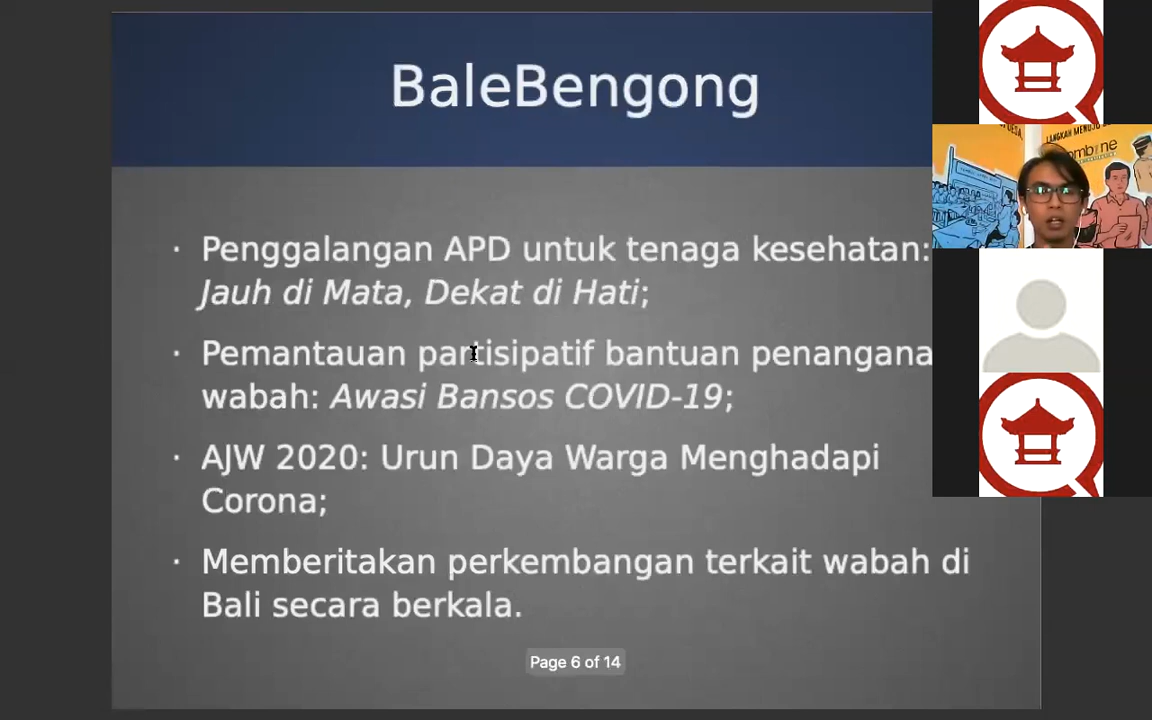 BaleBengong
· Penggalangan APD untuk tenaga kesehatan:
Jauh di Mata, Dekat di Hati;
· Pemantauan partisipatif bantuan penangana
wabah: Awasi Bansos COVID-19;
· AJW 2020: Urun Daya Warga Menghadapi
Corona;
· Memberitakan perkembangan terkait wabah di
Bali secara berkala.
Page 6 of 14
LANGKAH MENUJU